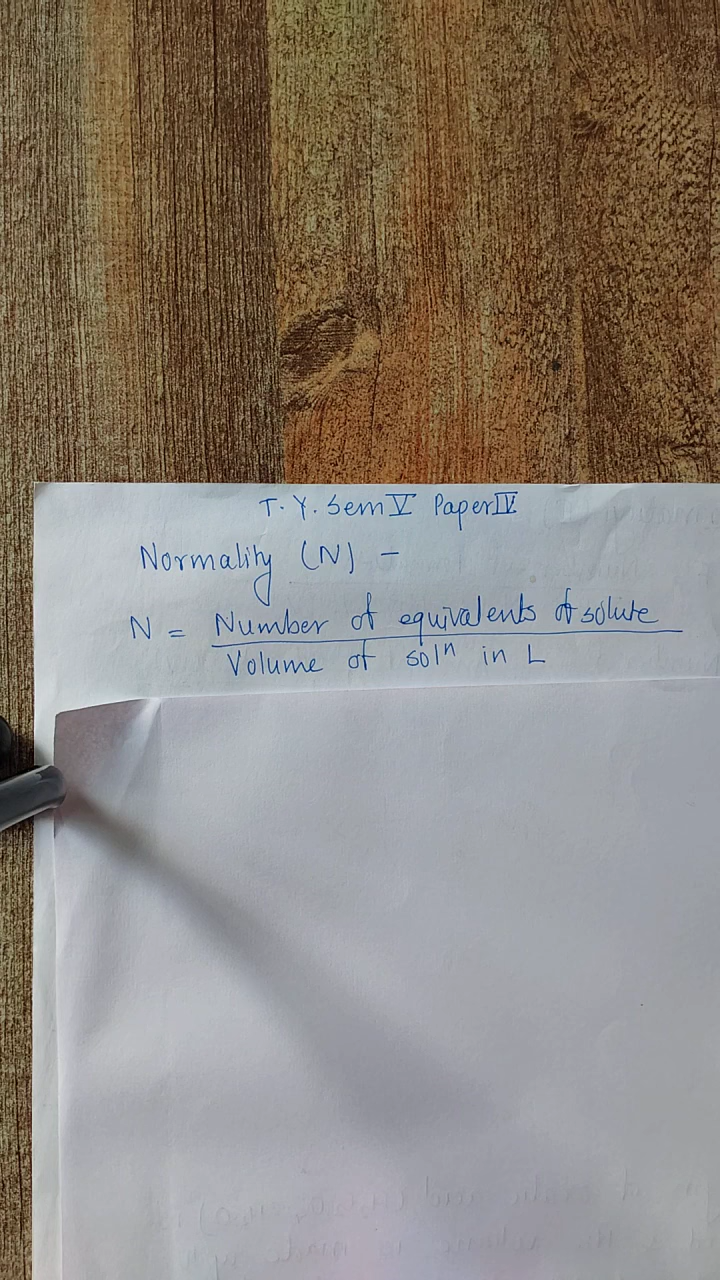 T. Y. Sem V Paper IV
Normality (N) -
N = Number of equivalents of solute
Volume of solⁿ in L